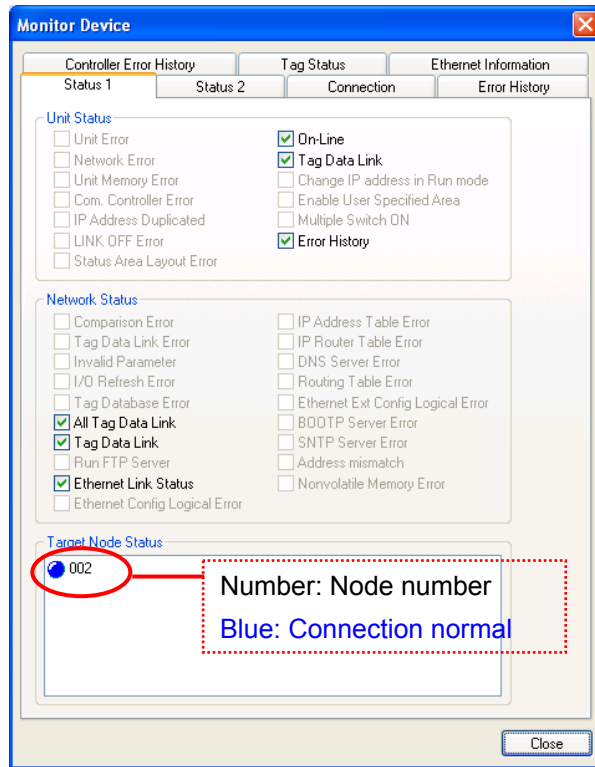 Monitor Device
Controller Error History Tag Status Ethernet Information
Status 1 Status 2 Connection Error History
Unit Status
Unit Error
Network Error
Unit Memory Error
Com. Controller Error
IP Address Duplicated
LINK OFF Error
Status Area Layout Error
On-Line
Tag Data Link
Change IP address in Run mode
Enable User Specified Area
Multiple Switch ON
Error History
Network Status
Comparison Error
Tag Data Link Error
Invalid Parameter
I/O Refresh Error
Tag Database Error
All Tag Data Link
Tag Data Link
Run FTP Server
Ethernet Link Status
Ethernet Config Logical Error
IP Address Table Error
IP Router Table Error
DNS Server Error
Routing Table Error
Ethernet Ext Config Logical Error
BOOTP Server Error
SNTP Server Error
Address mismatch
Nonvolatile Memory Error
Target Node Status
002
Number: Node number
Blue: Connection normal
Close